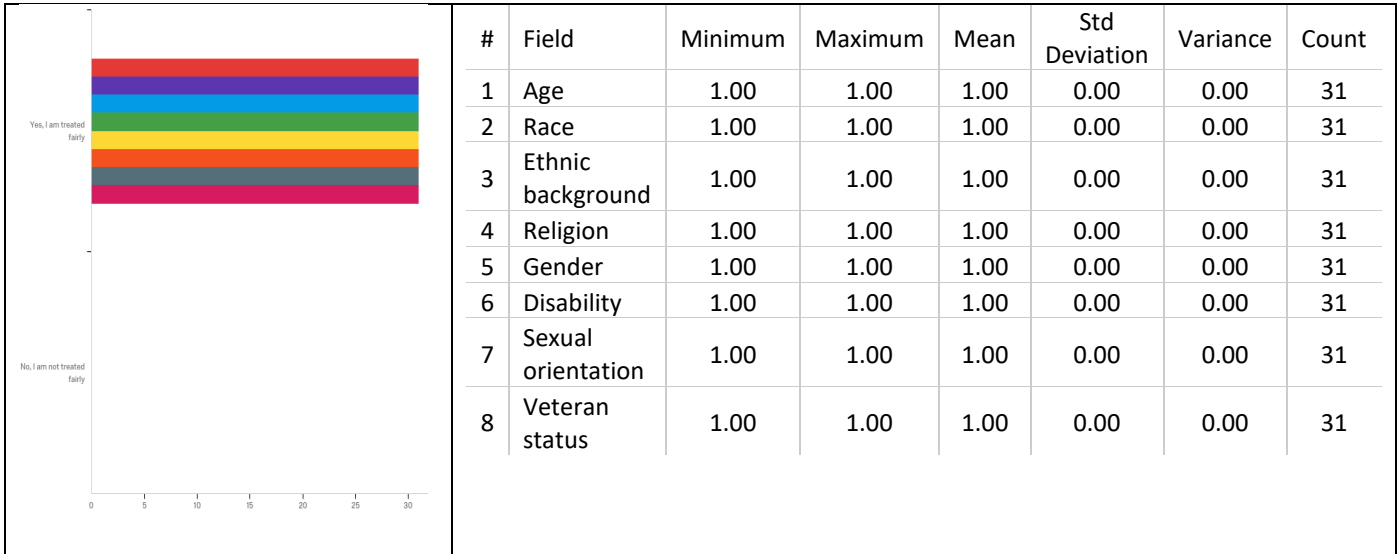 Yes, I am treated
fairly
No, I am not treated
fairly
0 5 10 15 20 25 30
# Field Minimum Maximum Mean Std Deviation Variance Count
1 Age 1.00 1.00 1.00 0.00 0.00 31
2 Race 1.00 1.00 1.00 0.00 0.00 31
3 Ethnic background 1.00 1.00 1.00 0.00 0.00 31
4 Religion 1.00 1.00 1.00 0.00 0.00 31
5 Gender 1.00 1.00 1.00 0.00 0.00 31
6 Disability 1.00 1.00 1.00 0.00 0.00 31
7 Sexual orientation 1.00 1.00 1.00 0.00 0.00 31
8 Veteran status 1.00 1.00 1.00 0.00 0.00 31